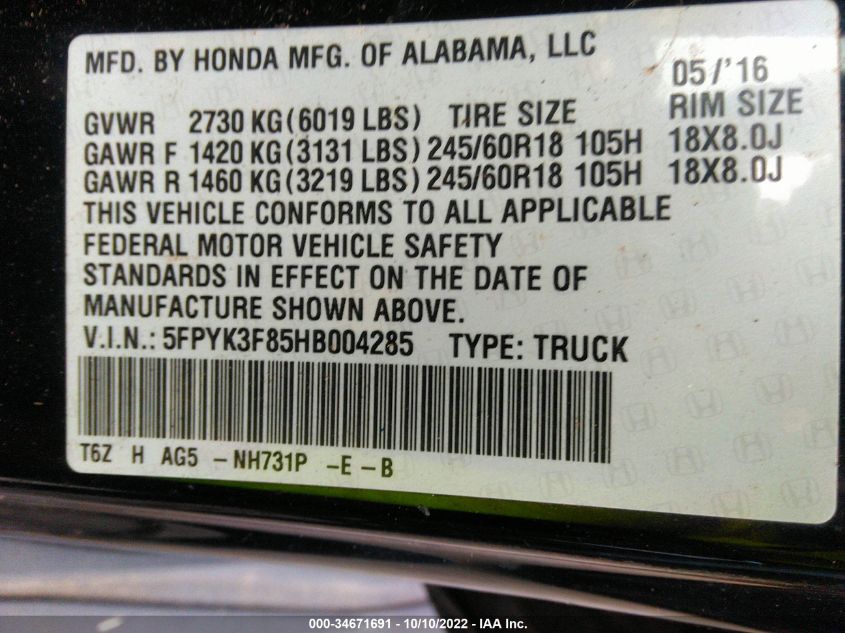 MFD. BY HONDA MFG. OF ALABAMA, LLC 05/'16
GVWR 2730 KG(6019 LBS) TIRE SIZE RIM SIZE
GAWR F 1420 KG(3131 LBS) 245/60R18 105H 18X8.0J
GAWR R 1460 KG(3219 LBS) 245/60R18 105H 18X8.0J
THIS VEHICLE CONFORMS TO ALL APPLICABLE
FEDERAL MOTOR VEHICLE SAFETY
STANDARDS IN EFFECT ON THE DATE OF
MANUFACTURE SHOWN ABOVE.
V.I.N.: 5FPYK3F85HB004285 TYPE: TRUCK
T6Z H AG5 -NH731P -E -B
000-34671691 - 10/10/2022 - IAA Inc.